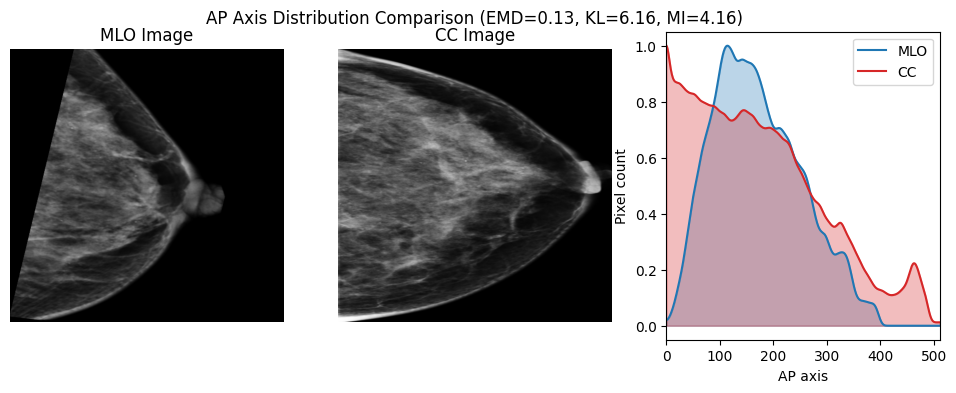 AP Axis Distribution Comparison (EMD=0.13, KL=6.16, MI=4.16)
MLO Image
CC Image
MLO
CC
Pixel count
1.0
0.8
0.6
0.4
0.2
0.0
0 100 200 300 400 500
AP axis